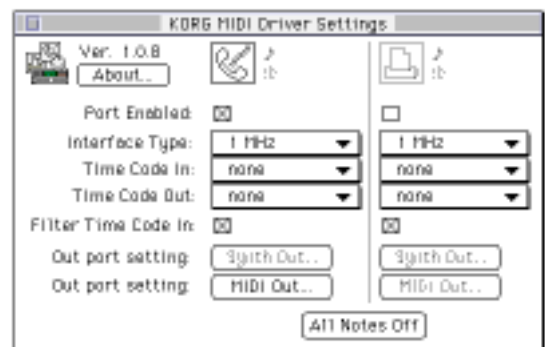 KORG MIDI Driver Settings
Ver. 1.0.8
About..
Port Enabled:
Interface Type: 1 MHz 1 MHz
Time Code In: none none
Time Code Out: none none
Filter Time Code In:
Out port setting: Synth Out.. Synth Out..
Out port setting: MIDI Out.. MIDI Out..
All Notes Off